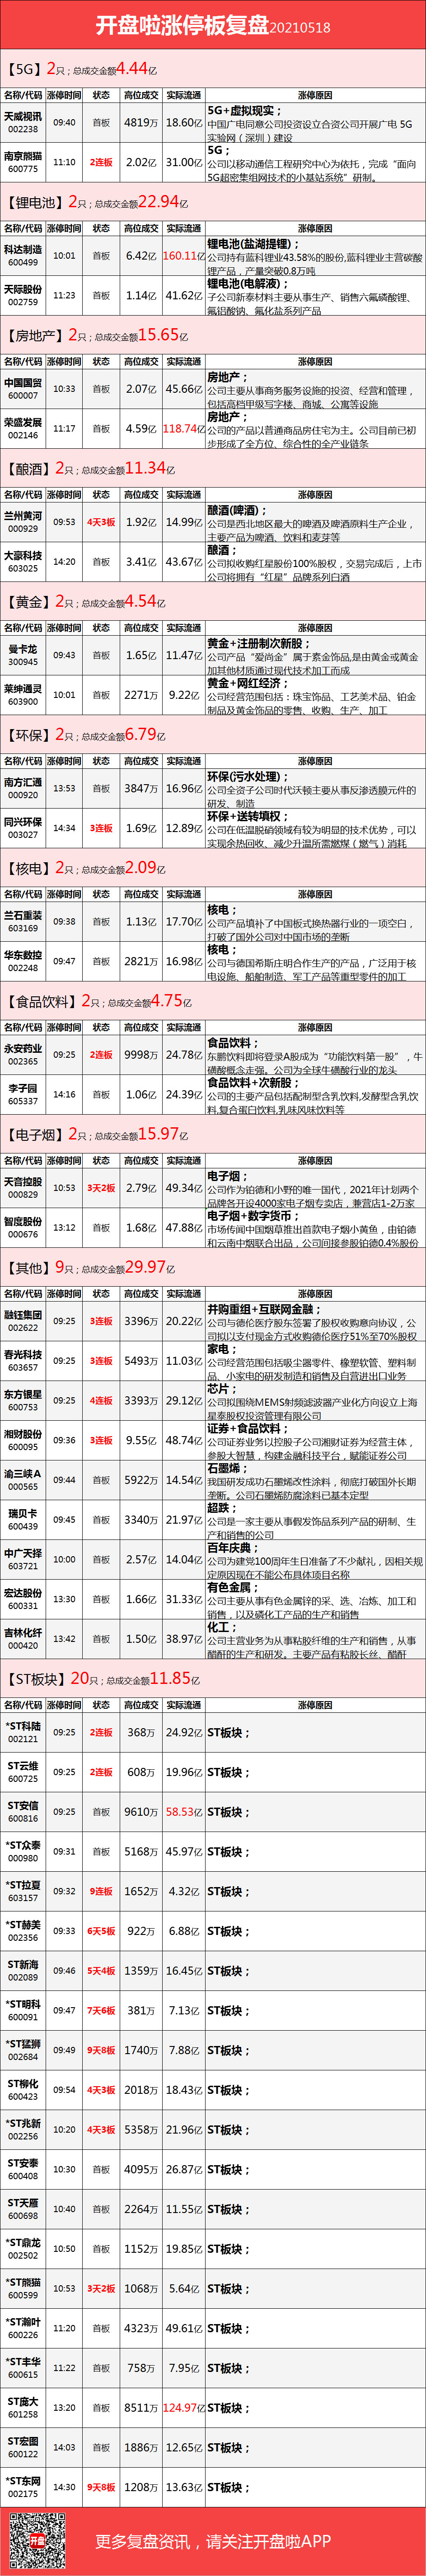 开盘啦涨停板复盘20210518
【5G】2只；总成交金额4.44亿
名称/代码 涨停时间 状态 高位成交 实际流通 涨停原因
天威视讯 002238 09:40 首板 4819万 18.60亿 5G+虚拟现实；
中国广电同意公司投资设立合资公司开展广电 5G
实验网（深圳）建设
南京熊猫 600775 11:10 2连板 2.02亿 31.00亿 5G；
公司以移动通信工程研究中心为依托，完成“面向
5G超密集组网技术的小基站系统”研制。
【锂电池】2只；总成交金额22.94亿
名称/代码 涨停时间 状态 高位成交 实际流通 涨停原因
科达制造 600499 10:01 首板 6.42亿 160.11亿 锂电池(盐湖提锂)；
公司持有蓝科锂业43.58%的股份,蓝科锂业主营碳酸
锂产品，产量突破0.8万吨
天际股份 002759 11:23 首板 1.14亿 41.62亿 锂电池(电解液)；
子公司新泰材料主要从事生产、销售六氟磷酸锂、
氟铝酸钠、氟化盐系列产品
【房地产】2只；总成交金额15.65亿
名称/代码 涨停时间 状态 高位成交 实际流通 涨停原因
中国国贸 600007 10:33 首板 2.07亿 45.66亿 房地产；
公司主要从事商务服务设施的投资、经营和管理，
包括高档甲级写字楼、商城、公寓等设施
荣盛发展 002146 11:17 首板 4.59亿 118.74亿 房地产；
公司的产品以普通商品房住宅为主。公司目前已初
步形成了全方位、综合性的全产业链条
【酿酒】2只；总成交金额11.34亿
名称/代码 涨停时间 状态 高位成交 实际流通 涨停原因
兰州黄河 000929 09:53 4天3板 1.92亿 14.99亿 酿酒(啤酒)；
公司是西北地区最大的啤酒及啤酒原料生产企业，
主要产品为啤酒、饮料和麦芽等
大豪科技 603025 14:20 首板 3.41亿 43.67亿 酿酒；
公司拟收购红星股份100%股权，交易完成后，上市
公司将拥有“红星”品牌系列白酒
【黄金】2只；总成交金额4.54亿
名称/代码 涨停时间 状态 高位成交 实际流通 涨停原因
曼卡龙 300945 09:43 首板 1.65亿 11.47亿 黄金+注册制次新股；
公司产品“爱尚金”属于素金饰品,是由黄金或黄金
加其他材质通过现代技术加工而成
莱绅通灵 603900 10:01 首板 2271万 9.22亿 黄金+网红经济；
公司经营范围包括：珠宝饰品、工艺美术品、铂金
制品及黄金饰品的零售、收购、生产、加工
【环保】2只；总成交金额6.79亿
名称/代码 涨停时间 状态 高位成交 实际流通 涨停原因
南方汇通 000920 13:53 首板 3847万 16.96亿 环保(污水处理)；
公司全资子公司时代沃顿主要从事反渗透膜元件的
研发、制造
同兴环保 003027 14:34 3连板 1.69亿 12.89亿 环保+送转填权；
公司在低温脱硝领域有较为明显的技术优势，可以
实现余热回收、减少升温所需燃煤（燃气）消耗
【核电】2只；总成交金额2.09亿
名称/代码 涨停时间 状态 高位成交 实际流通 涨停原因
兰石重装 603169 09:38 首板 1.13亿 17.70亿 核电；
公司产品填补了中国板式换热器行业的一项空白，
打破了国外公司对中国市场的垄断
华东数控 002248 09:47 首板 2821万 16.98亿 核电；
公司与德国希斯庄明合作生产的产品，广泛用于核
电设施、船舶制造、军工产品等重型零件的加工
【食品饮料】2只；总成交金额4.75亿
名称/代码 涨停时间 状态 高位成交 实际流通 涨停原因
永安药业 002365 09:25 2连板 9998万 24.78亿 食品饮料；
东鹏饮料即将登录A股成为“功能饮料第一股”，牛
磺酸概念走强。公司为全球牛磺酸行业的龙头
李子园 605337 14:16 首板 1.06亿 24.39亿 食品饮料+次新股；
公司的主要产品包括配制型含乳饮料,发酵型含乳饮
料,复合蛋白饮料,乳味风味饮料等
【电子烟】2只；总成交金额15.97亿
名称/代码 涨停时间 状态 高位成交 实际流通 涨停原因
天音控股 000829 10:53 3天2板 2.79亿 49.34亿 电子烟；
公司作为铂德和小野的唯一国代，2021年计划两个
品牌各开设4000家电子烟专卖店，兼营店1-2万家
智度股份 000676 13:12 首板 1.68亿 47.88亿 电子烟+数字货币；
市场传闻中国烟草推出首款电子烟小黄鱼，由铂德
和云南中烟联合出品，公司间接参股铂德0.4%股份
【其他】9只；总成交金额29.97亿
名称/代码 涨停时间 状态 高位成交 实际流通 涨停原因
融钰集团 002622 09:25 3连板 3396万 20.22亿 并购重组+互联网金融；
公司与德伦医疗股东签署了股权收购意向协议，公
司拟以支付现金方式收购德伦医疗51%至70%股权
春光科技 603657 09:25 3连板 5493万 11.03亿 家电；
公司经营范围包括吸尘器零件、橡塑软管、塑料制
品、小家电的研发制造和销售及自营进出口业务
东方银星 600753 09:25 4连板 3393万 29.12亿 芯片；
公司拟围绕MEMS射频滤波器产业化方向设立上海
星泰股权投资管理有限公司
湘财股份 600095 09:36 3连板 9.55亿 48.74亿 证券+食品饮料；
公司证券业务以控股子公司湘财证券为经营主体，
参股大智慧，构建金融科技平台，赋能证券公司
渝三峡Ａ 000565 09:44 首板 5922万 14.54亿 石墨烯；
我国研发成功石墨烯改性涂料，彻底打破国外长期
垄断。公司石墨烯防腐涂料已基本定型
瑞贝卡 600439 09:45 首板 3340万 21.97亿 超跌；
公司是一家主要从事假发饰品系列产品的研制、生
产和销售的公司
中广天择 603721 10:00 首板 2.57亿 14.04亿 百年庆典；
公司为建党100周年生日准备了不少献礼，因相关规
定原因现在不能公布具体项目名称
宏达股份 600331 13:30 首板 1.66亿 31.33亿 有色金属；
公司主要从事有色金属锌的采、选、冶炼、加工和
销售，以及磷化工产品的生产和销售
吉林化纤 000420 13:42 首板 1.50亿 38.97亿 化工；
公司主营业务为从事粘胶纤维的生产和销售，从事
醋酐的生产和研发。主要产品有粘胶长丝、醋酐
【ST板块】20只；总成交金额11.85亿
名称/代码 涨停时间 状态 高位成交 实际流通 涨停原因
*ST科陆 002121 09:25 2连板 368万 24.92亿 ST板块；
ST云维 600725 09:25 2连板 608万 19.96亿 ST板块；
ST安信 600816 09:25 首板 9610万 58.53亿 ST板块；
*ST众泰 000980 09:31 首板 5168万 45.97亿 ST板块；
*ST拉夏 603157 09:32 9连板 1652万 4.32亿 ST板块；
*ST赫美 002356 09:33 6天5板 922万 6.88亿 ST板块；
ST新海 002089 09:46 5天4板 1359万 16.45亿 ST板块；
*ST明科 600091 09:47 7天6板 381万 7.13亿 ST板块；
*ST猛狮 002684 09:49 9天8板 1740万 7.88亿 ST板块；
ST柳化 600423 09:54 4天3板 2018万 18.43亿 ST板块；
*ST兆新 002256 10:20 4天3板 5358万 21.96亿 ST板块；
ST安泰 600408 10:30 首板 4095万 26.87亿 ST板块；
ST天雁 600698 10:40 首板 2264万 11.55亿 ST板块；
*ST鼎龙 002502 10:50 首板 1152万 19.85亿 ST板块；
*ST熊猫 600599 10:53 3天2板 1068万 5.64亿 ST板块；
*ST瀚叶 600226 11:20 首板 4323万 49.61亿 ST板块；
*ST丰华 600615 11:22 首板 758万 7.95亿 ST板块；
ST庞大 601258 13:20 首板 8511万 124.97亿 ST板块；
ST宏图 600122 14:03 首板 1886万 12.65亿 ST板块；
*ST东网 002175 14:30 9天8板 1208万 13.63亿 ST板块；
开盘
更多复盘资讯，请关注开盘啦APP